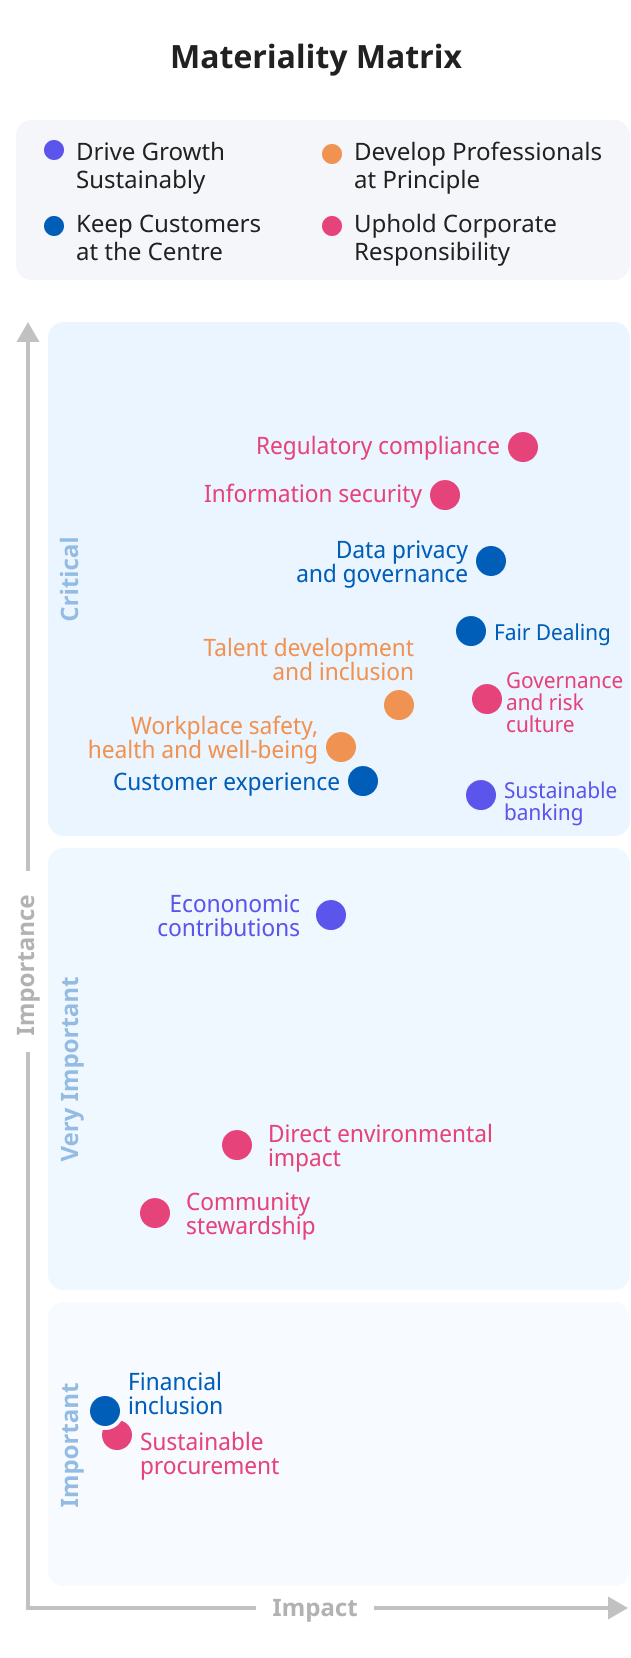 Materiality Matrix
Drive Growth
Sustainably
Develop Professionals
at Principle
Keep Customers
at the Centre
Uphold Corporate
Responsibility
Critical
Regulatory compliance
Information security
Data privacy
and governance
Fair Dealing
Talent development
and inclusion
Governance
and risk
culture
Workplace safety,
health and well-being
Customer experience
Sustainable
banking
Importance
Very Important
Econonomic
contributions
Direct environmental
impact
Community
stewardship
Important
Financial
inclusion
Sustainable
procurement
Impact